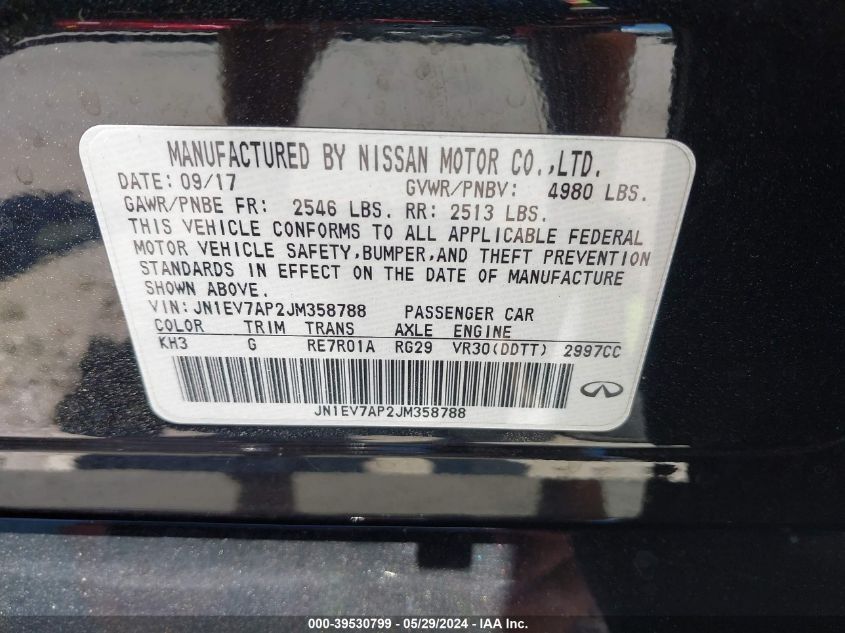 MANUFACTURED BY NISSAN MOTOR CO.,LTD.
DATE: 09/17 GVWR/PNBV: 4980 LBS.
GAWR/PNBE FR: 2546 LBS. RR: 2513 LBS.
THIS VEHICLE CONFORMS TO ALL APPLICABLE FEDERAL
MOTOR VEHICLE SAFETY,BUMPER,AND THEFT PREVENTION
STANDARDS IN EFFECT ON THE DATE OF MANUFACTURE
SHOWN ABOVE.
VIN: JN1EV7AP2JM358788 PASSENGER CAR
COLOR TRIM TRANS AXLE ENGINE
KH3 G RE7R01A RG29 VR30(DDTT) 2997CC
JN1EV7AP2JM358788
000-39530799 - 05/29/2024 - IAA Inc.